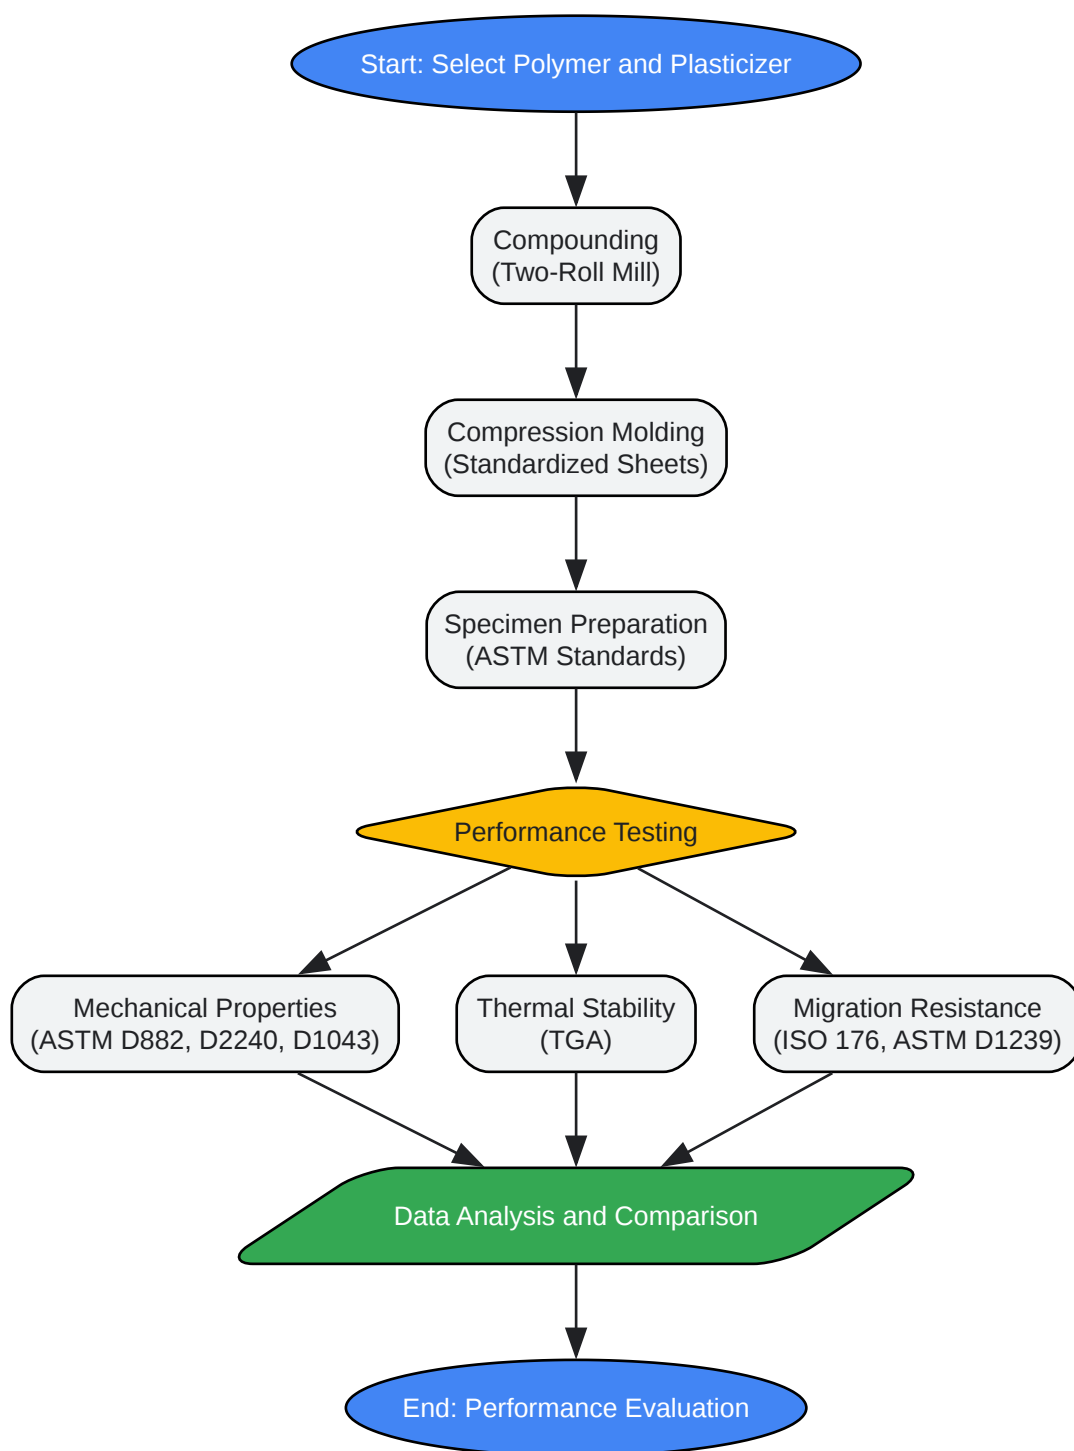 Start: Select Polymer and Plasticizer
Compounding
(Two-Roll Mill)
Compression Molding
(Standardized Sheets)
Specimen Preparation
(ASTM Standards)
Performance Testing
Mechanical Properties
(ASTM D882, D2240, D1043)
Thermal Stability
(TGA)
Migration Resistance
(ISO 176, ASTM D1239)
Data Analysis and Comparison
End: Performance Evaluation